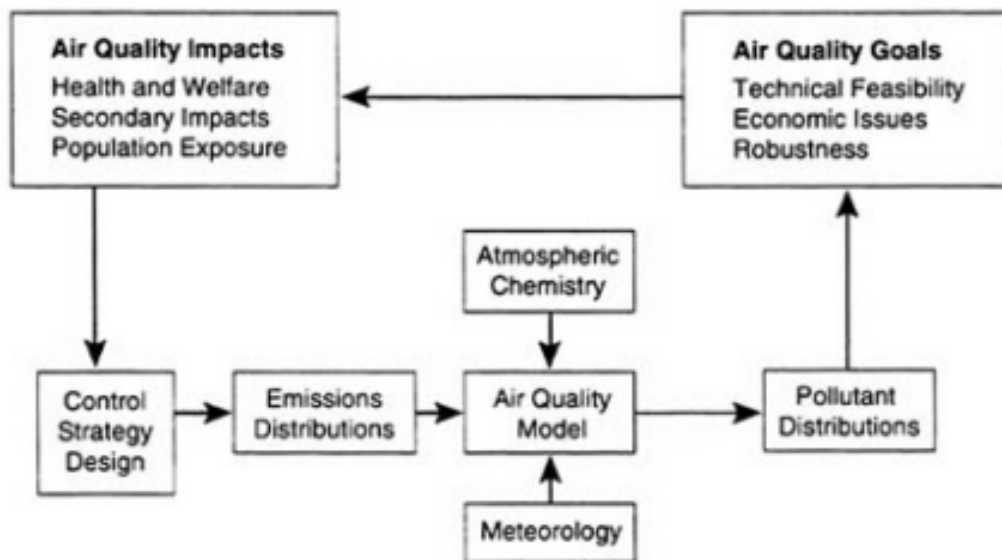 Air Quality Impacts
Health and Welfare
Secondary Impacts
Population Exposure
Air Quality Goals
Technical Feasibility
Economic Issues
Robustness
Atmospheric
Chemistry
Control
Strategy
Design
Emissions
Distributions
Air Quality
Model
Pollutant
Distributions
Meteorology